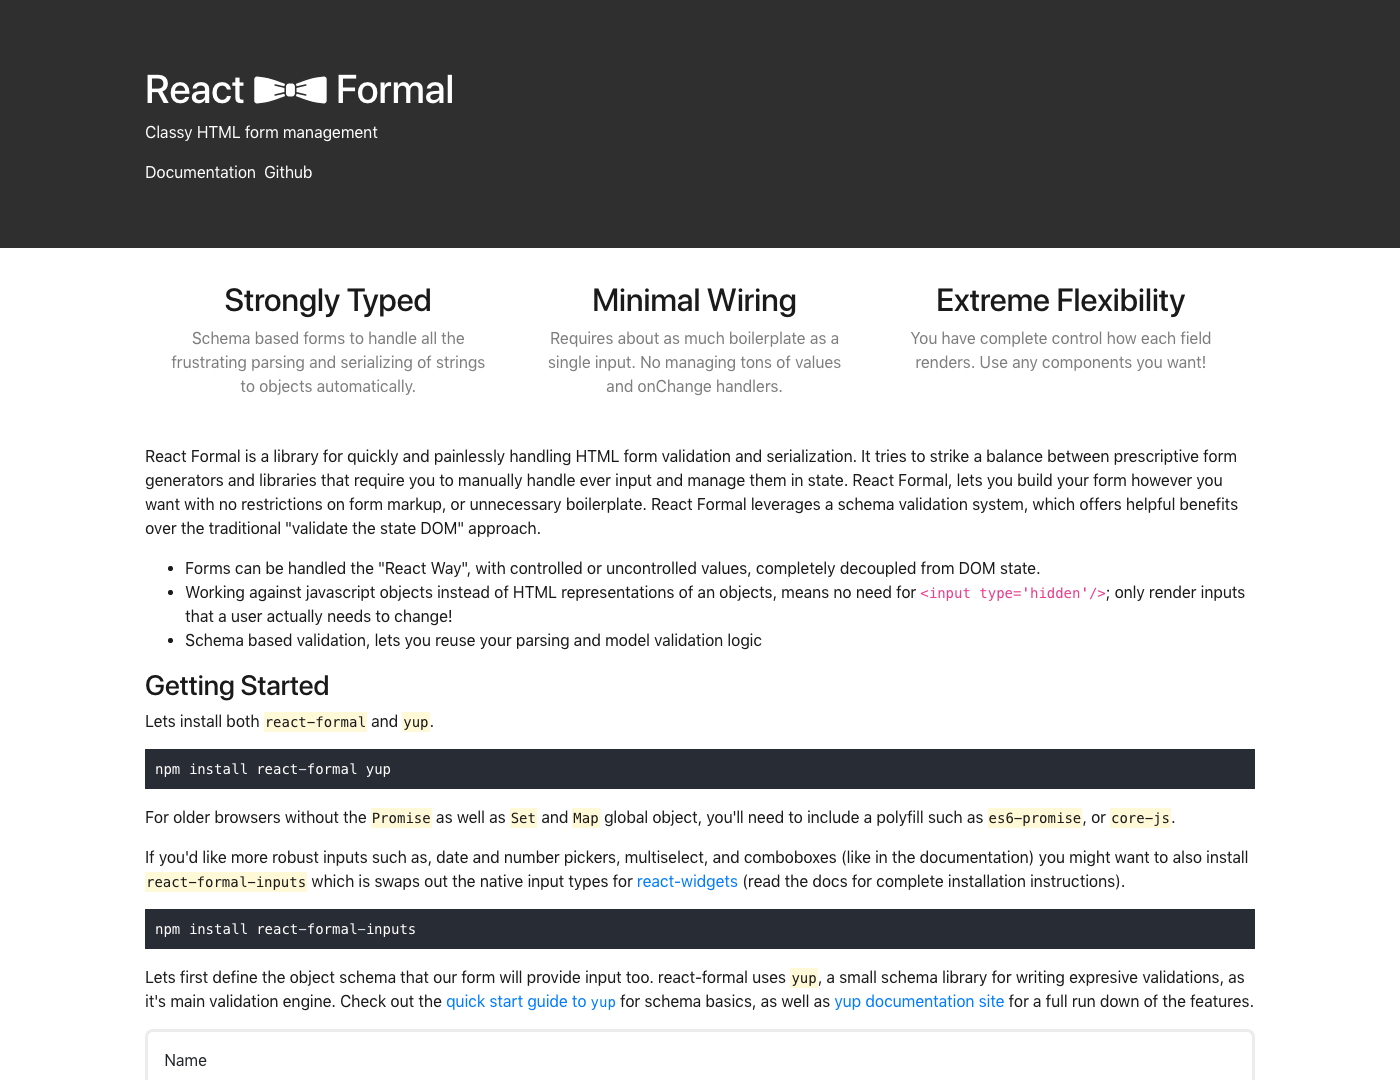 React Formal
Classy HTML form management
Documentation Github
Strongly Typed
Schema based forms to handle all the
frustrating parsing and serializing of strings
to objects automatically.
Minimal Wiring
Requires about as much boilerplate as a
single input. No managing tons of values
and onChange handlers.
Extreme Flexibility
You have complete control how each field
renders. Use any components you want!
React Formal is a library for quickly and painlessly handling HTML form validation and serialization. It tries to strike a balance between prescriptive form
generators and libraries that require you to manually handle ever input and manage them in state. React Formal, lets you build your form however you
want with no restrictions on form markup, or unnecessary boilerplate. React Formal leverages a schema validation system, which offers helpful benefits
over the traditional "validate the state DOM" approach.
• Forms can be handled the "React Way", with controlled or uncontrolled values, completely decoupled from DOM state.
• Working against javascript objects instead of HTML representations of an objects, means no need for <input type='hidden'/>; only render inputs
that a user actually needs to change!
• Schema based validation, lets you reuse your parsing and model validation logic
Getting Started
Lets install both react-formal and yup.
npm install react-formal yup
For older browsers without the Promise as well as Set and Map global object, you'll need to include a polyfill such as es6-promise, or core-js.
If you'd like more robust inputs such as, date and number pickers, multiselect, and comboboxes (like in the documentation) you might want to also install
react-formal-inputs which is swaps out the native input types for react-widgets (read the docs for complete installation instructions).
npm install react-formal-inputs
Lets first define the object schema that our form will provide input too. react-formal uses yup, a small schema library for writing expresive validations, as
it's main validation engine. Check out the quick start guide to yup for schema basics, as well as yup documentation site for a full run down of the features.
Name